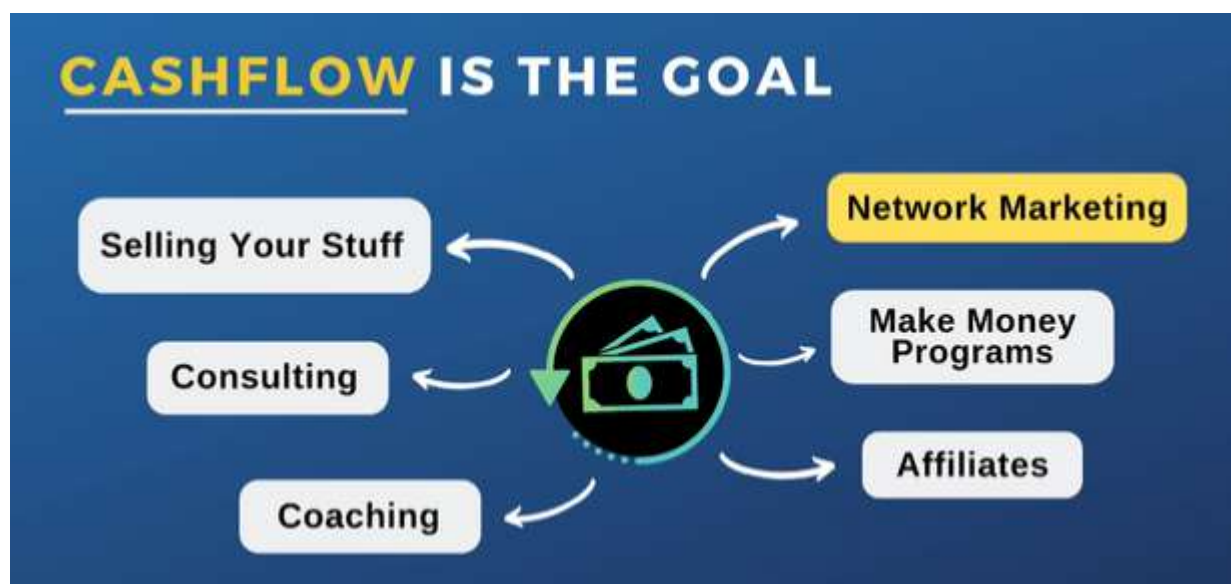 CASHFLOW IS THE GOAL
Selling Your Stuff
Consulting
Coaching
Network Marketing
Make Money
Programs
Affiliates